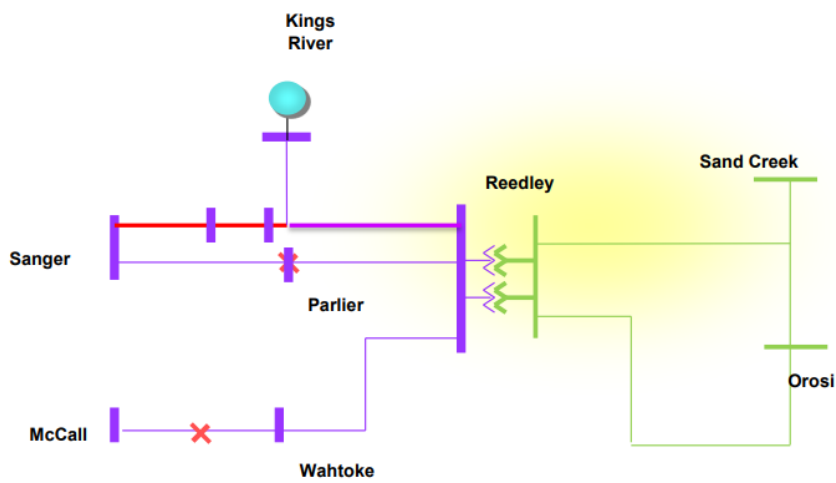 Kings
River
Sand Creek
Reedley
Sanger
Parlier
Orosi
McCall
Wahtoke